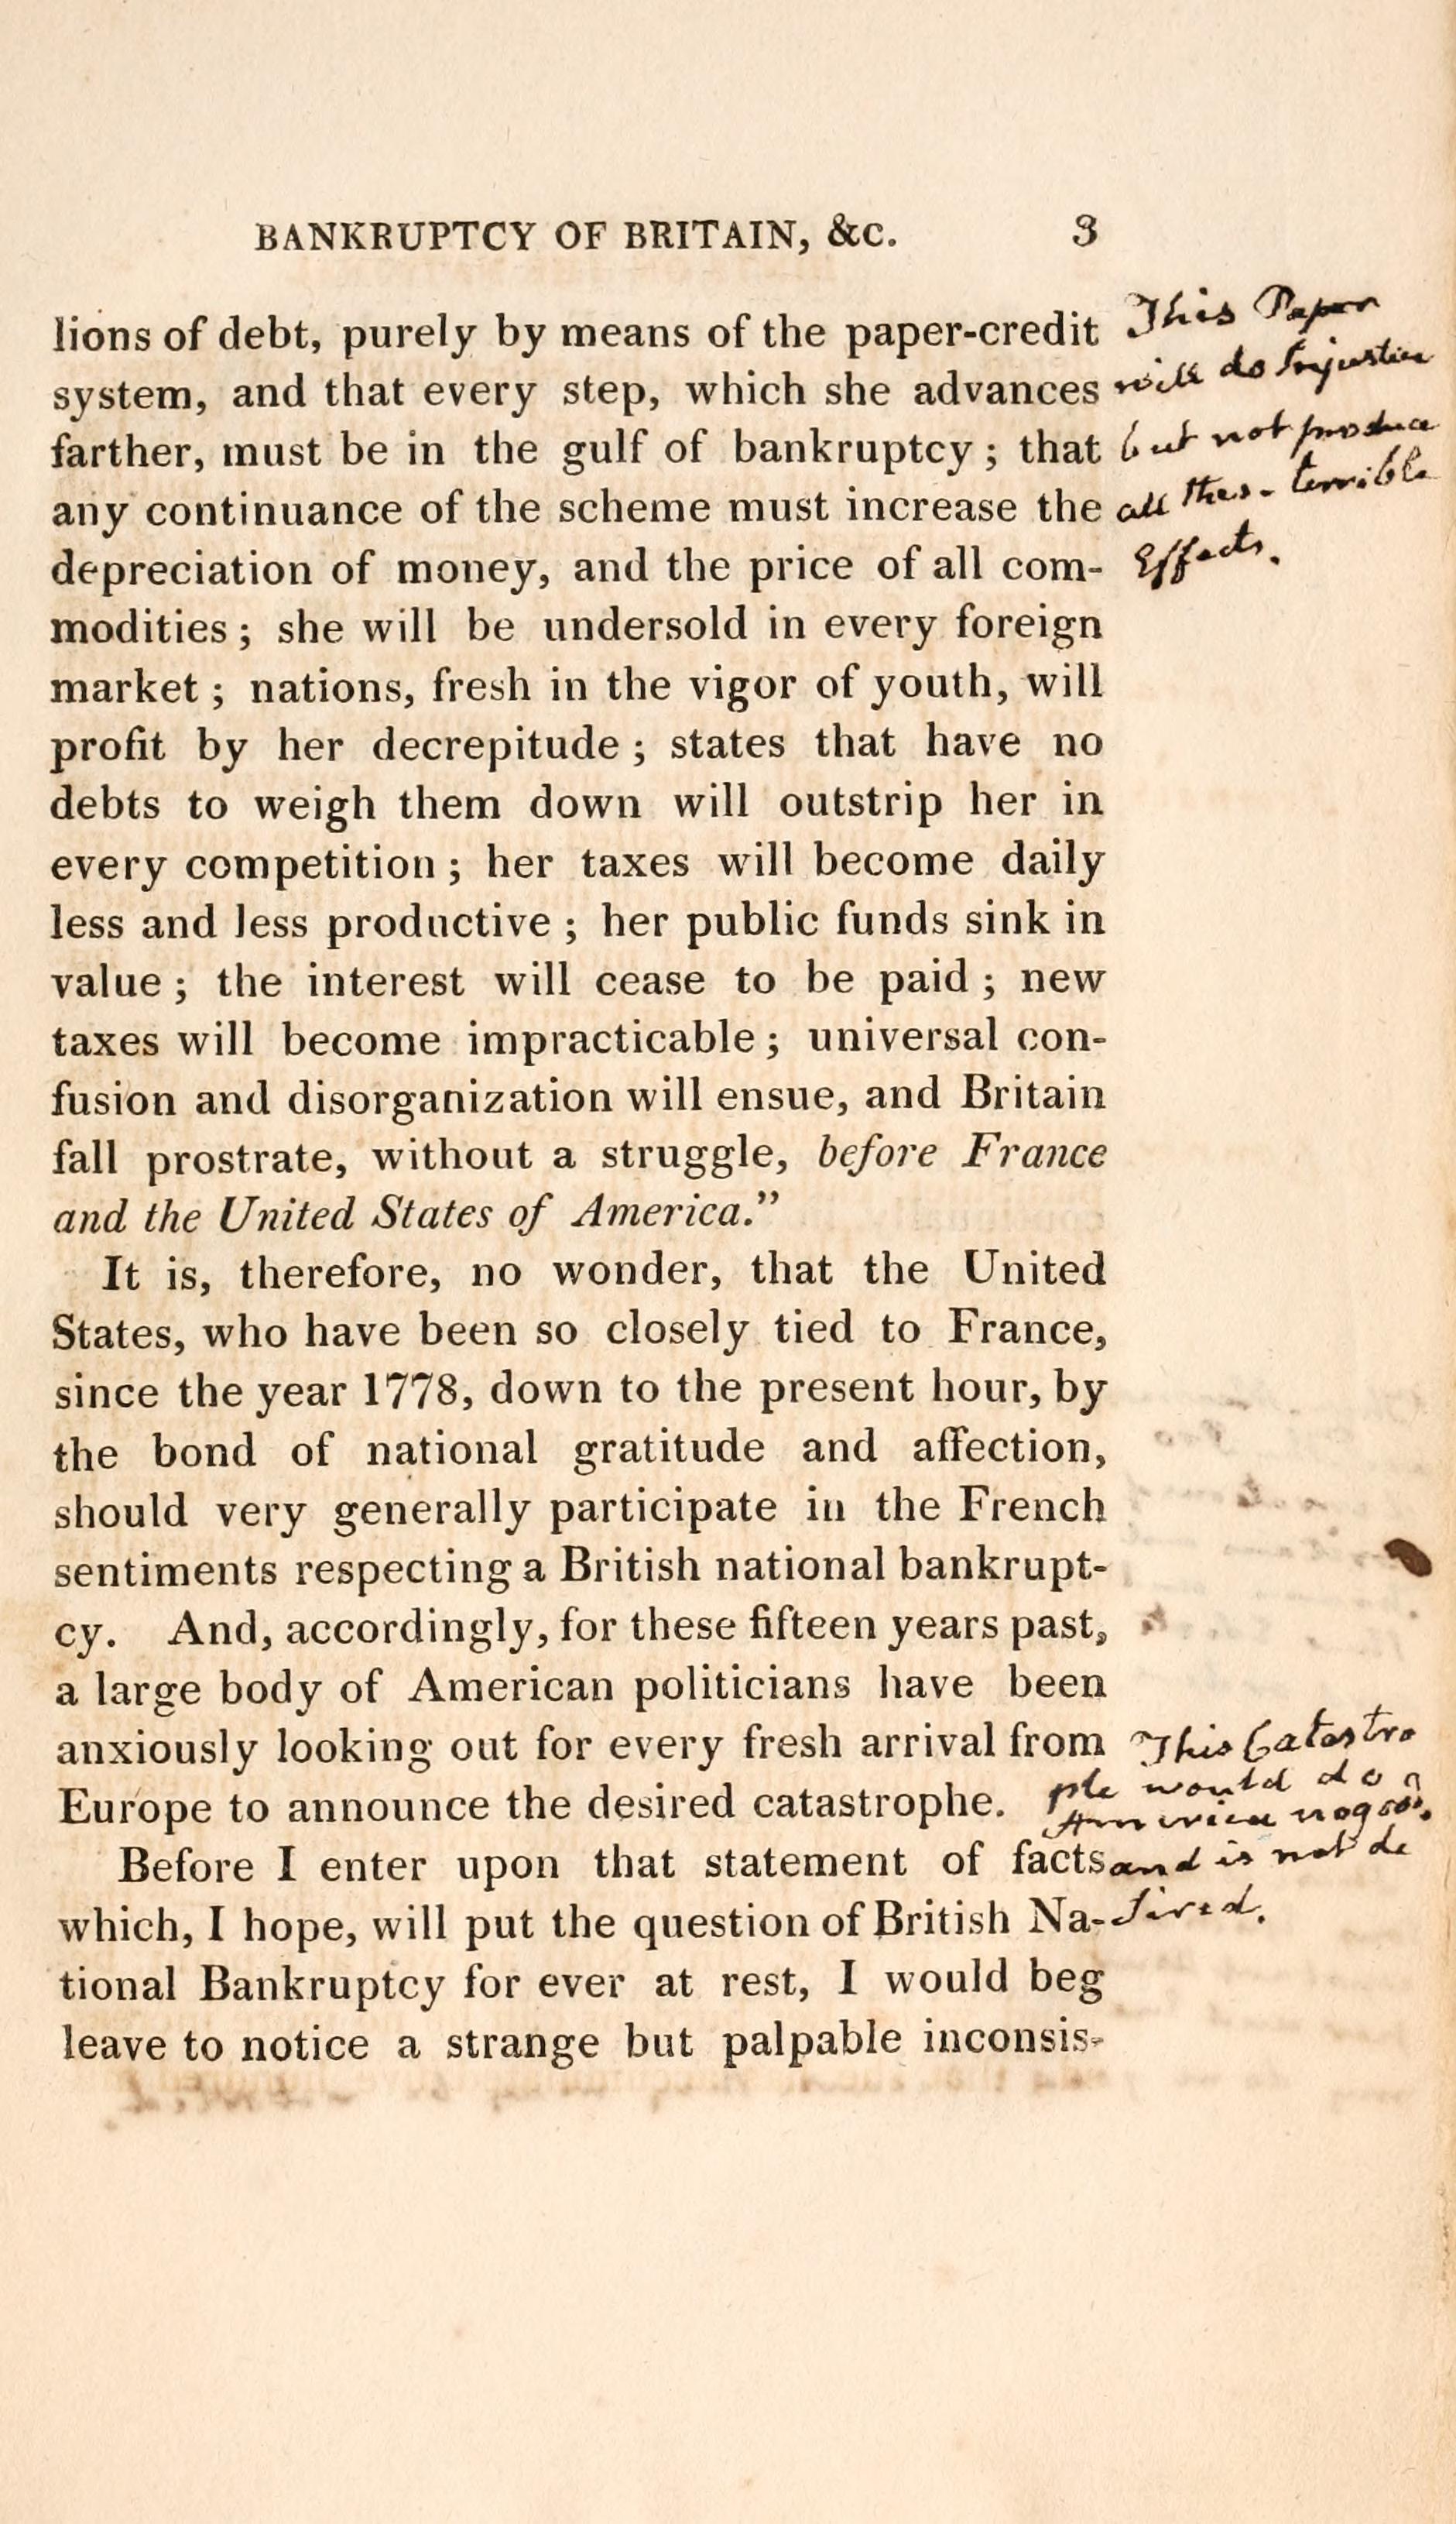 BANKRUPTCY OF BRITAIN, &c. 3
lions of debt, purely by means of the paper-credit
system, and that every step, which she advances
farther, must be in the gulf of bankruptcy ; that
any continuance of the scheme must increase the
depreciation of money, and the price of all com-
modities ; she will be undersold in every foreign
market ; nations, fresh in the vigor of youth, will
profit by her decrepitude ; states that have no
debts to weigh them down will outstrip her in
every competition ; her taxes will become daily
less and less productive ; her public funds sink in
value ; the interest will cease to be paid ; new
taxes will become impracticable ; universal con-
fusion and disorganization will ensue, and Britain
fall prostrate, without a struggle, before France
and the United States of America.”
It is, therefore, no wonder, that the United
States, who have been so closely tied to France,
since the year 1778, down to the present hour, by
the bond of national gratitude and affection,
should very generally participate in the French
sentiments respecting a British national bankrupt-
cy. And, accordingly, for these fifteen years past,
a large body of American politicians have been
anxiously looking out for every fresh arrival from
Europe to announce the desired catastrophe.
Before I enter upon that statement of facts
which, I hope, will put the question of British Na-
tional Bankruptcy for ever at rest, I would beg
leave to notice a strange but palpable inconsis-
This Paper
will do Injustice
but not produce
all these terrible
Effects.
This Catastro
phe would do
America no good,
and is not de
sired.